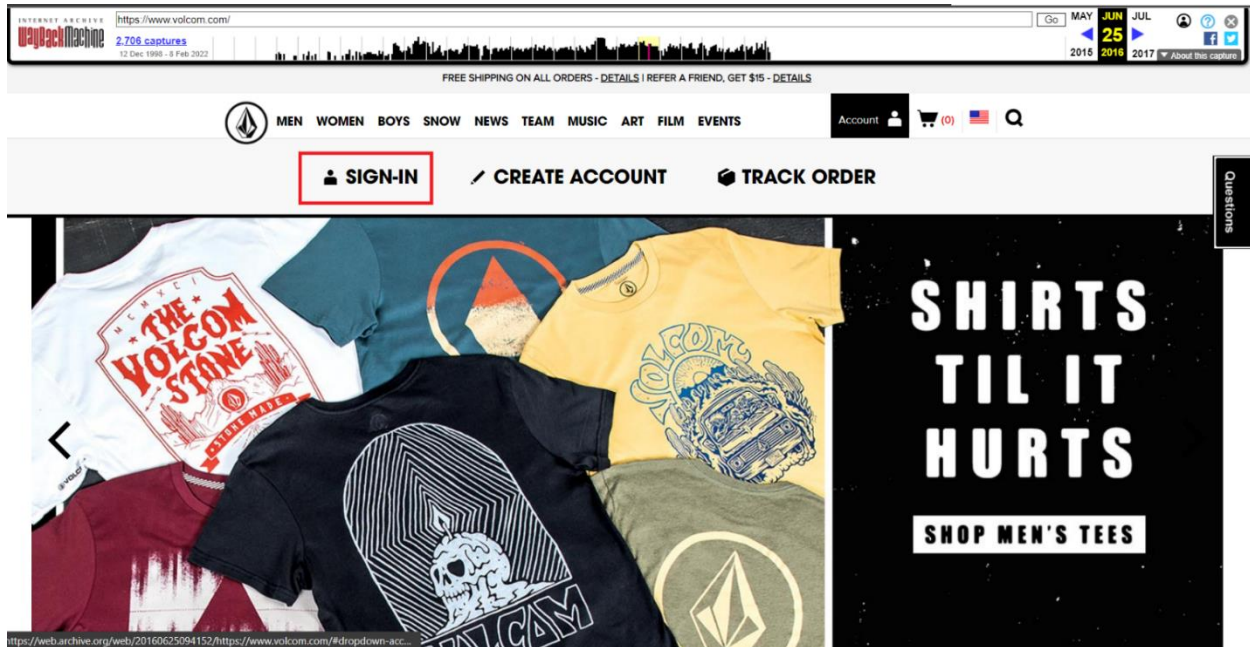 INTERNET ARCHIVE
WayBackMachine
https://www.volcom.com/
Go
MAY JUN JUL
2,706 captures
25
12 Dec 1998 - 8 Feb 2022
2015 2016 2017
About this capture
FREE SHIPPING ON ALL ORDERS - DETAILS | REFER A FRIEND, GET $15 - DETAILS
MEN WOMEN BOYS SNOW NEWS TEAM MUSIC ART FILM EVENTS
Account (0)
SIGN-IN CREATE ACCOUNT TRACK ORDER
Questions
MCMXCI
THE
VOLCOM
STONE
STONE MADE
VOLCOM
SHIRTS
TIL IT
HURTS
SHOP MEN'S TEES
https://web.archive.org/web/20160625094152/https://www.volcom.com/#dropdown-acc...